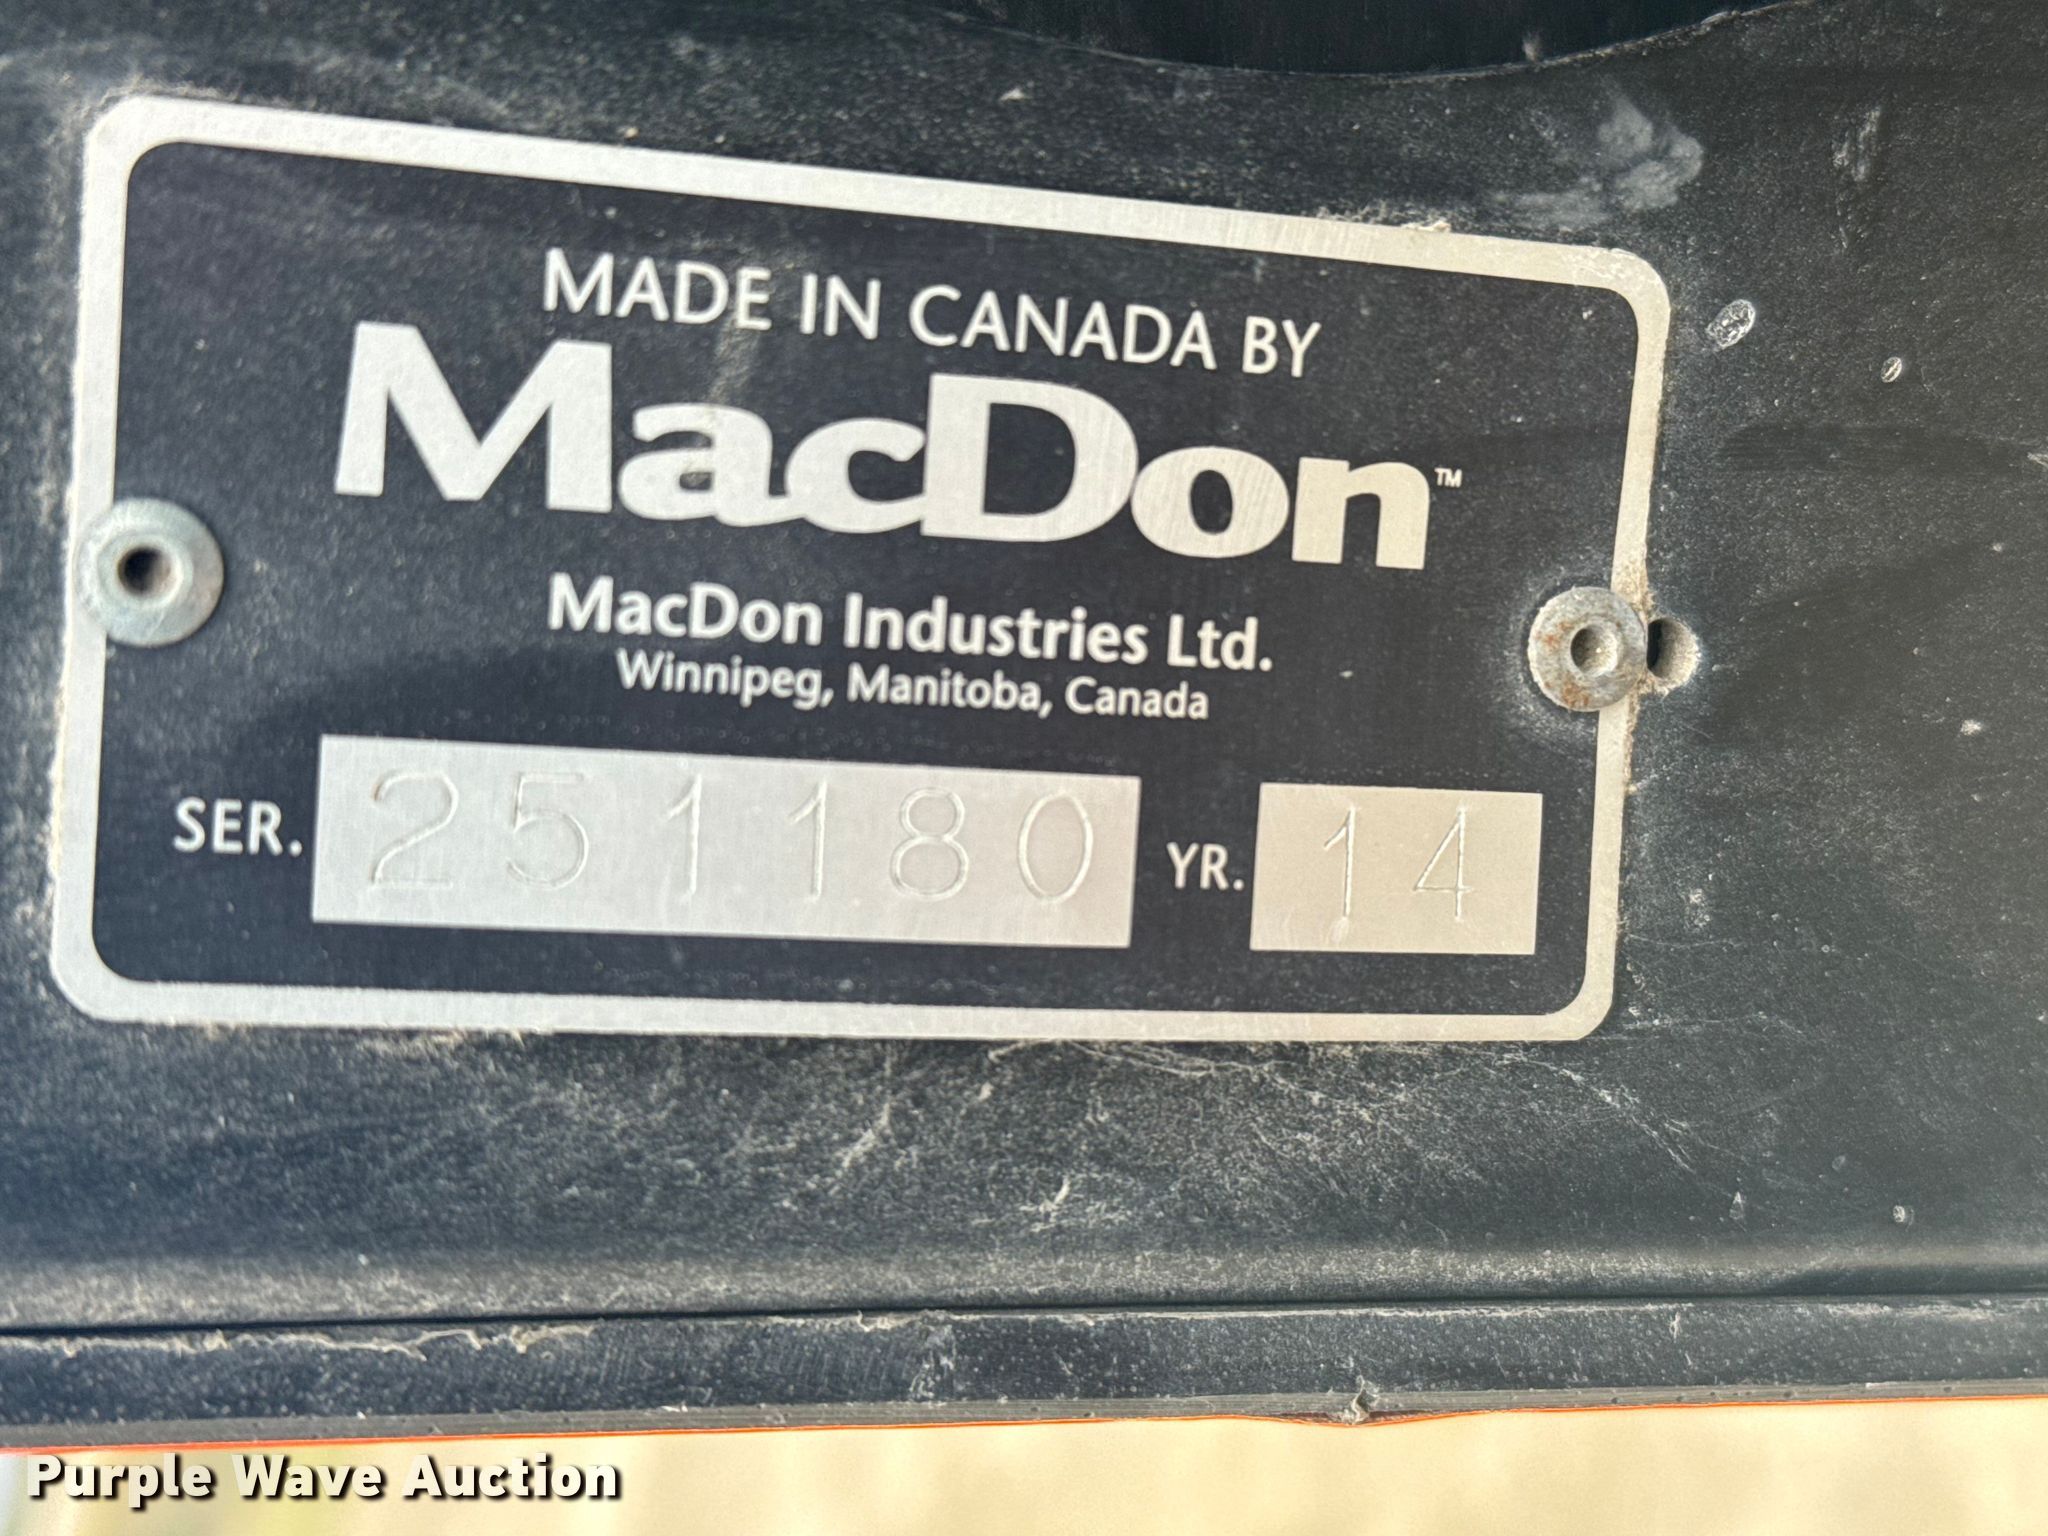 MADE IN CANADA BY
MacDon™
MacDon Industries Ltd.
Winnipeg, Manitoba, Canada
SER. 251180 YR. 14
Purple Wave Auction